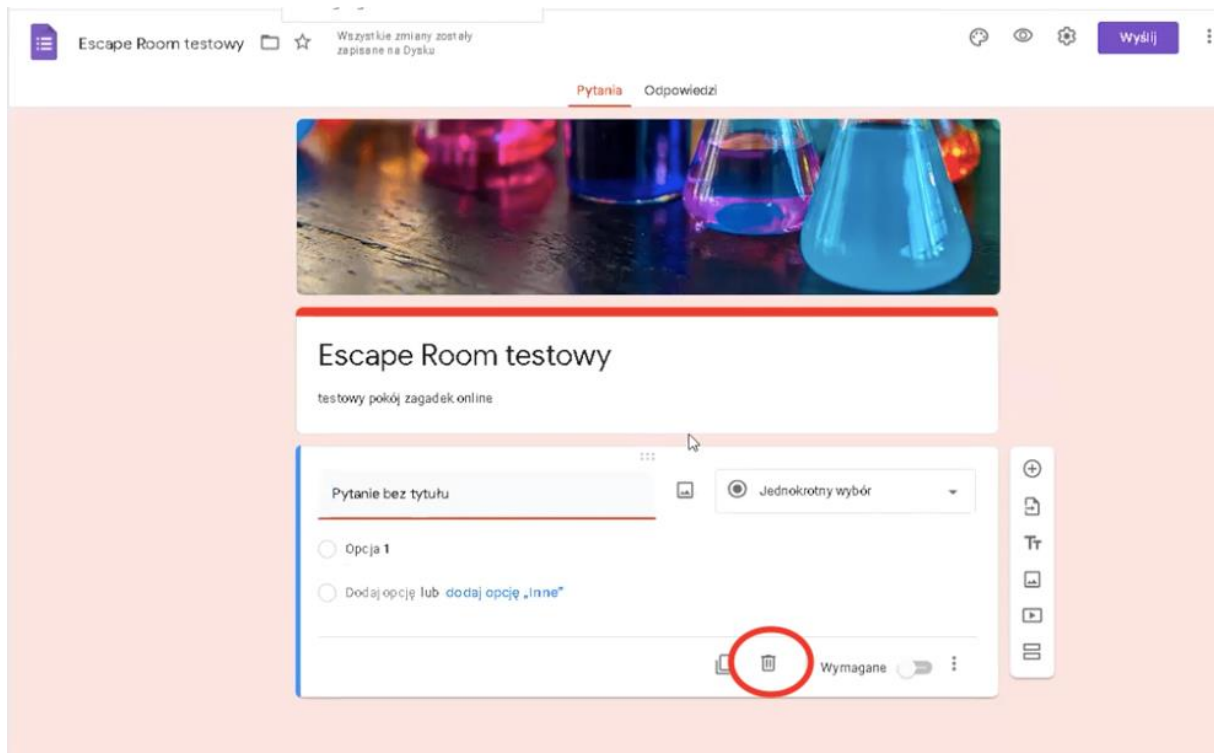 Escape Room testowy
Wszystkie zmiany zostały
zapisane na Dysku
Wyślij
Pytania Odpowiedzi
Escape Room testowy
testowy pokój zagadek online
Pytanie bez tytułu
Jednokrotny wybór
Opcja 1
Dodaj opcję lub dodaj opcję „Inne”
Tт
Wymagane